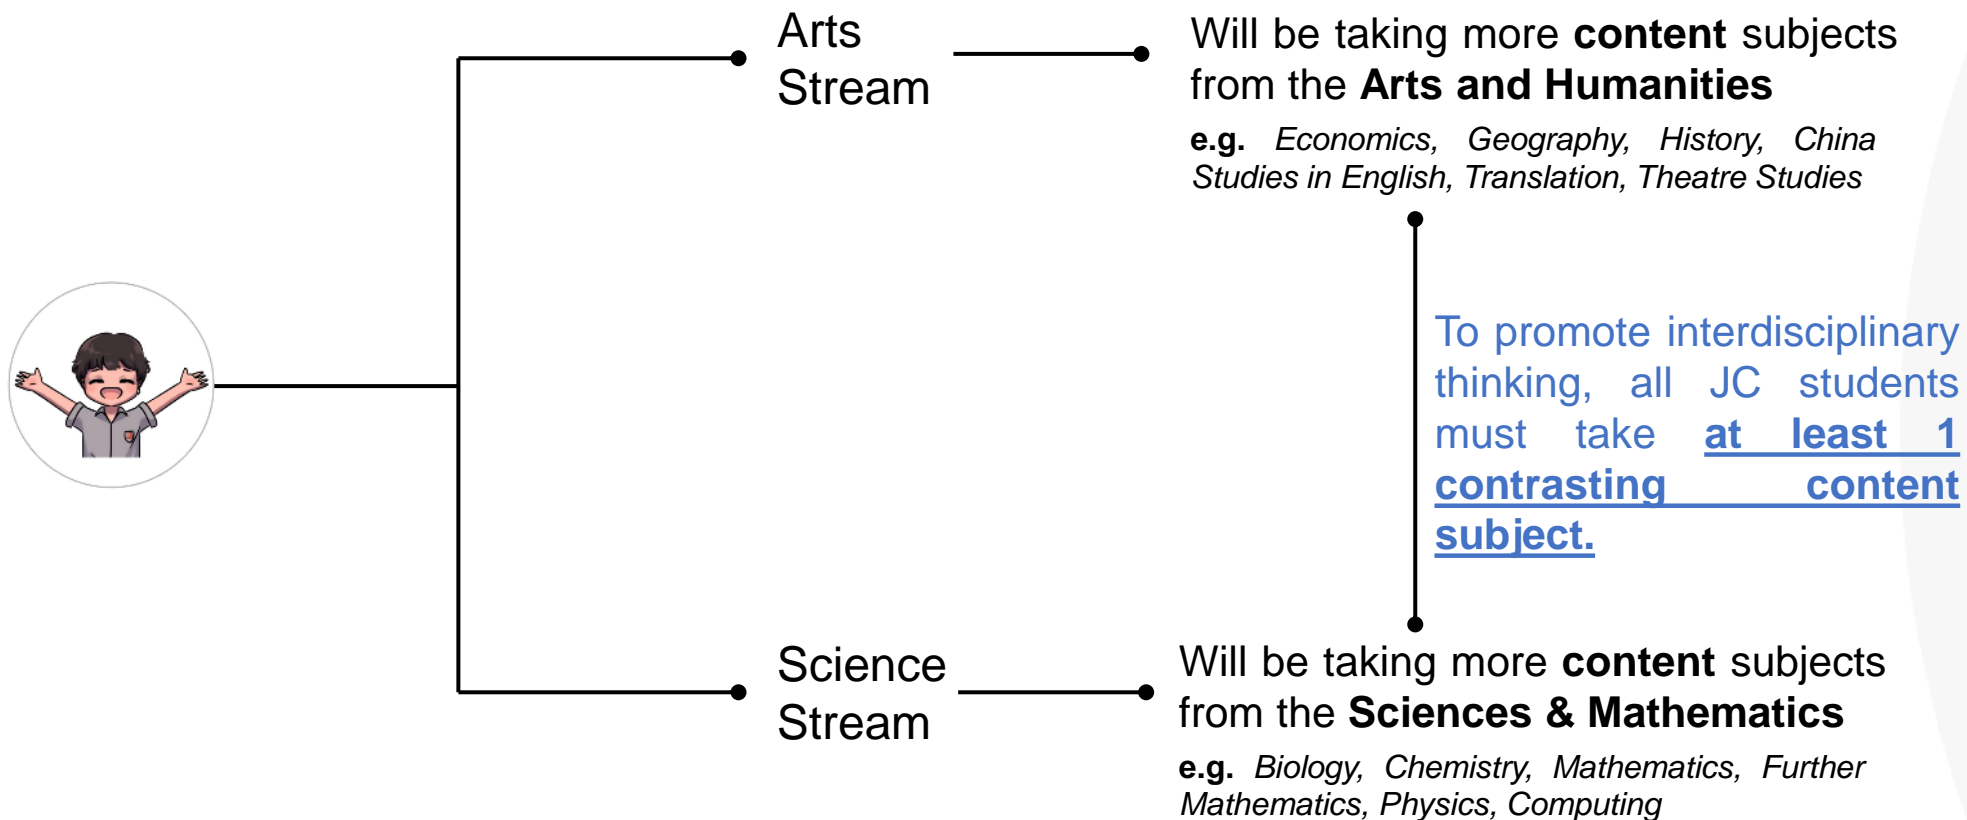 Arts
Stream
Will be taking more content subjects
from the Arts and Humanities
e.g. Economics, Geography, History, China
Studies in English, Translation, Theatre Studies
To promote interdisciplinary
thinking, all JC students
must take at least 1
contrasting content
subject.
Science
Stream
Will be taking more content subjects
from the Sciences & Mathematics
e.g. Biology, Chemistry, Mathematics, Further
Mathematics, Physics, Computing